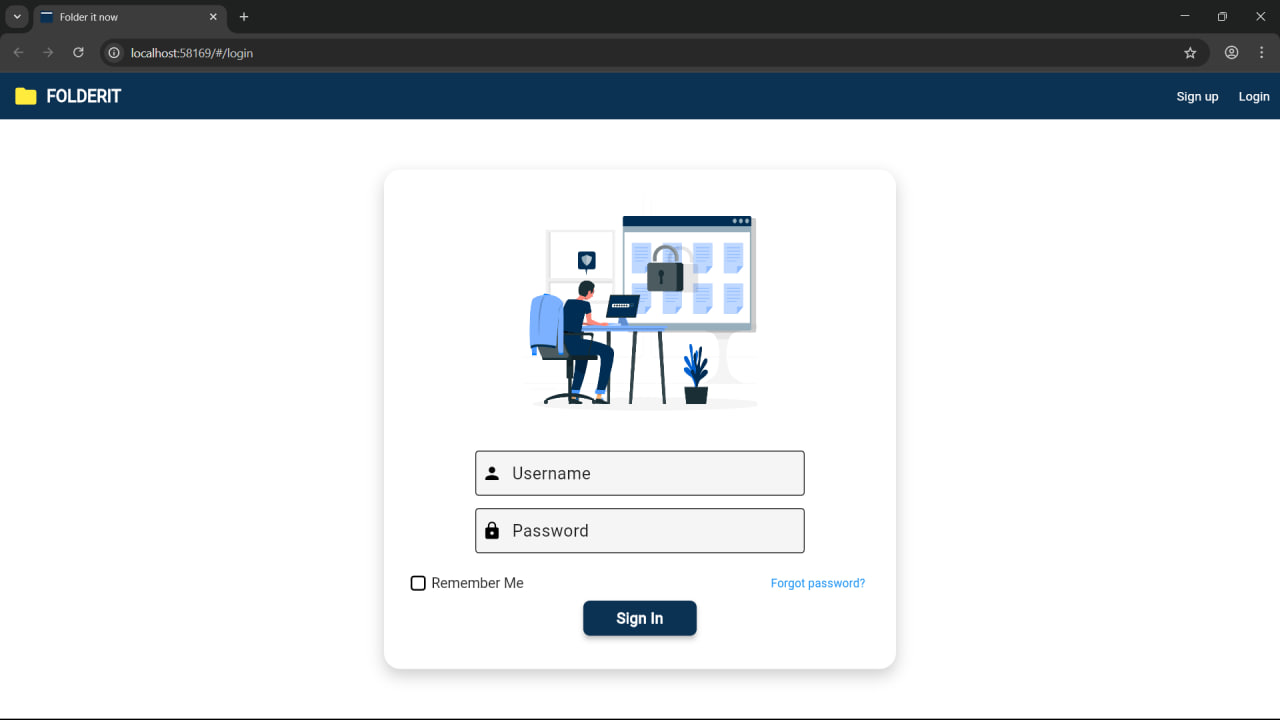 Folder it now
localhost:58169/#/login
FOLDERIT
Sign up
Login
Username
Password
Remember Me
Forgot password?
Sign In